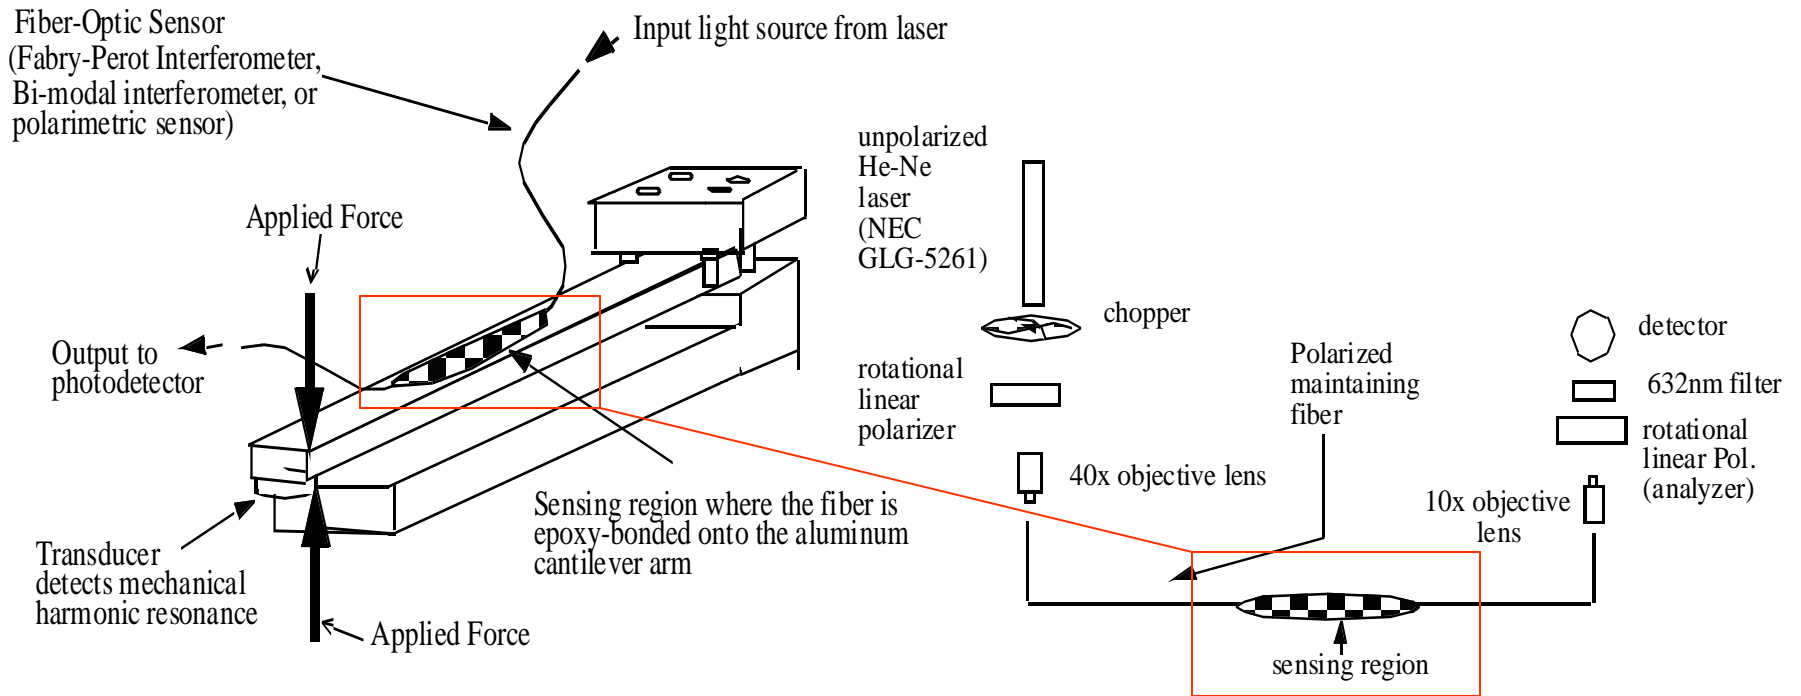 Fiber-Optic Sensor
(Fabry-Perot Interferometer,
Bi-modal interferometer, or
polarimetric sensor)
Input light source from laser
Applied Force
Output to
photodetector
Transducer
detects mechanical
harmonic resonance
Applied Force
Sensing region where the fiber is
epoxy-bonded onto the aluminum
cantilever arm
unpolarized
He-Ne
laser
(NEC
GLG-5261)
chopper
rotational
linear
polarizer
40x objective lens
Polarized
maintaining
fiber
detector
632nm filter
rotational
linear Pol.
(analyzer)
10x objective
lens
sensing region